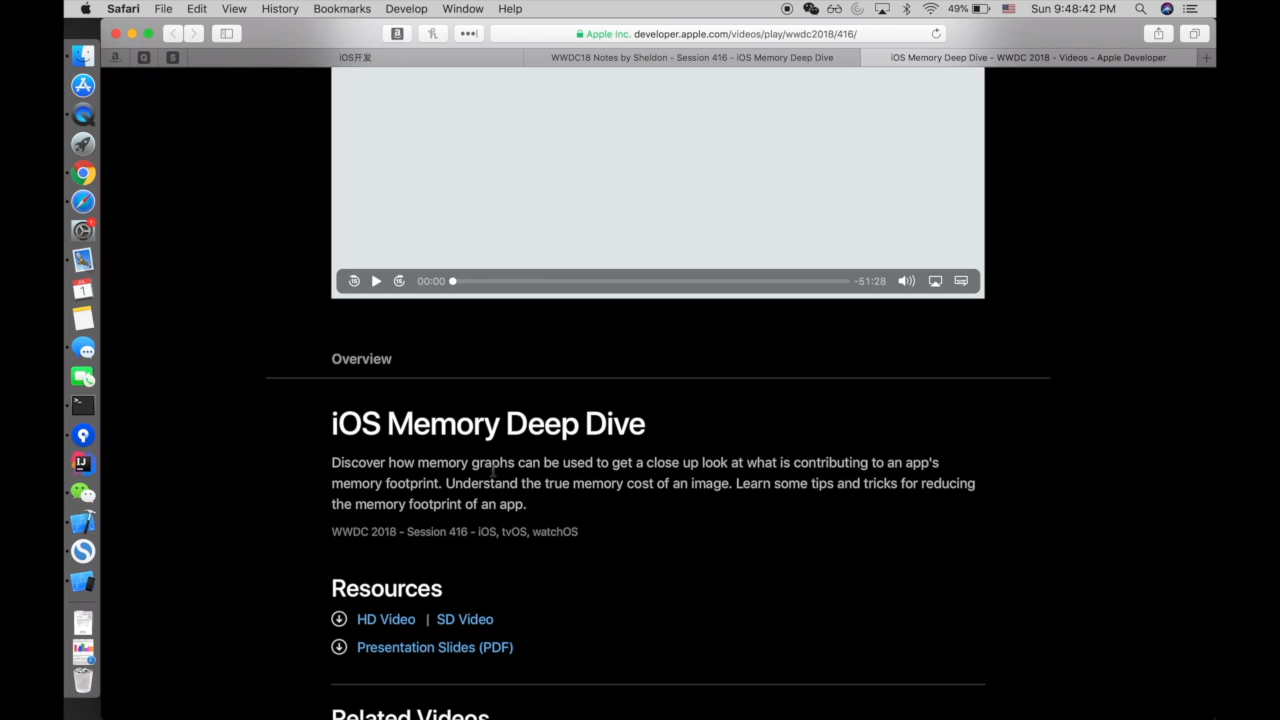 Safari File Edit View History Bookmarks Develop Window Help 49% Sun 9:48:42 PM
Apple Inc. developer.apple.com/videos/play/wwdc2018/416/
a Q S iOS开发 WWDC18 Notes by Sheldon - Session 416 - iOS Memory Deep Dive iOS Memory Deep Dive - WWDC 2018 - Videos - Apple Developer
15 15 00:00 -51:28
Overview
iOS Memory Deep Dive
Discover how memory graphs can be used to get a close up look at what is contributing to an app's
memory footprint. Understand the true memory cost of an image. Learn some tips and tricks for reducing
the memory footprint of an app.
WWDC 2018 - Session 416 - iOS, tvOS, watchOS
Resources
HD Video | SD Video
Presentation Slides (PDF)
Related Videos